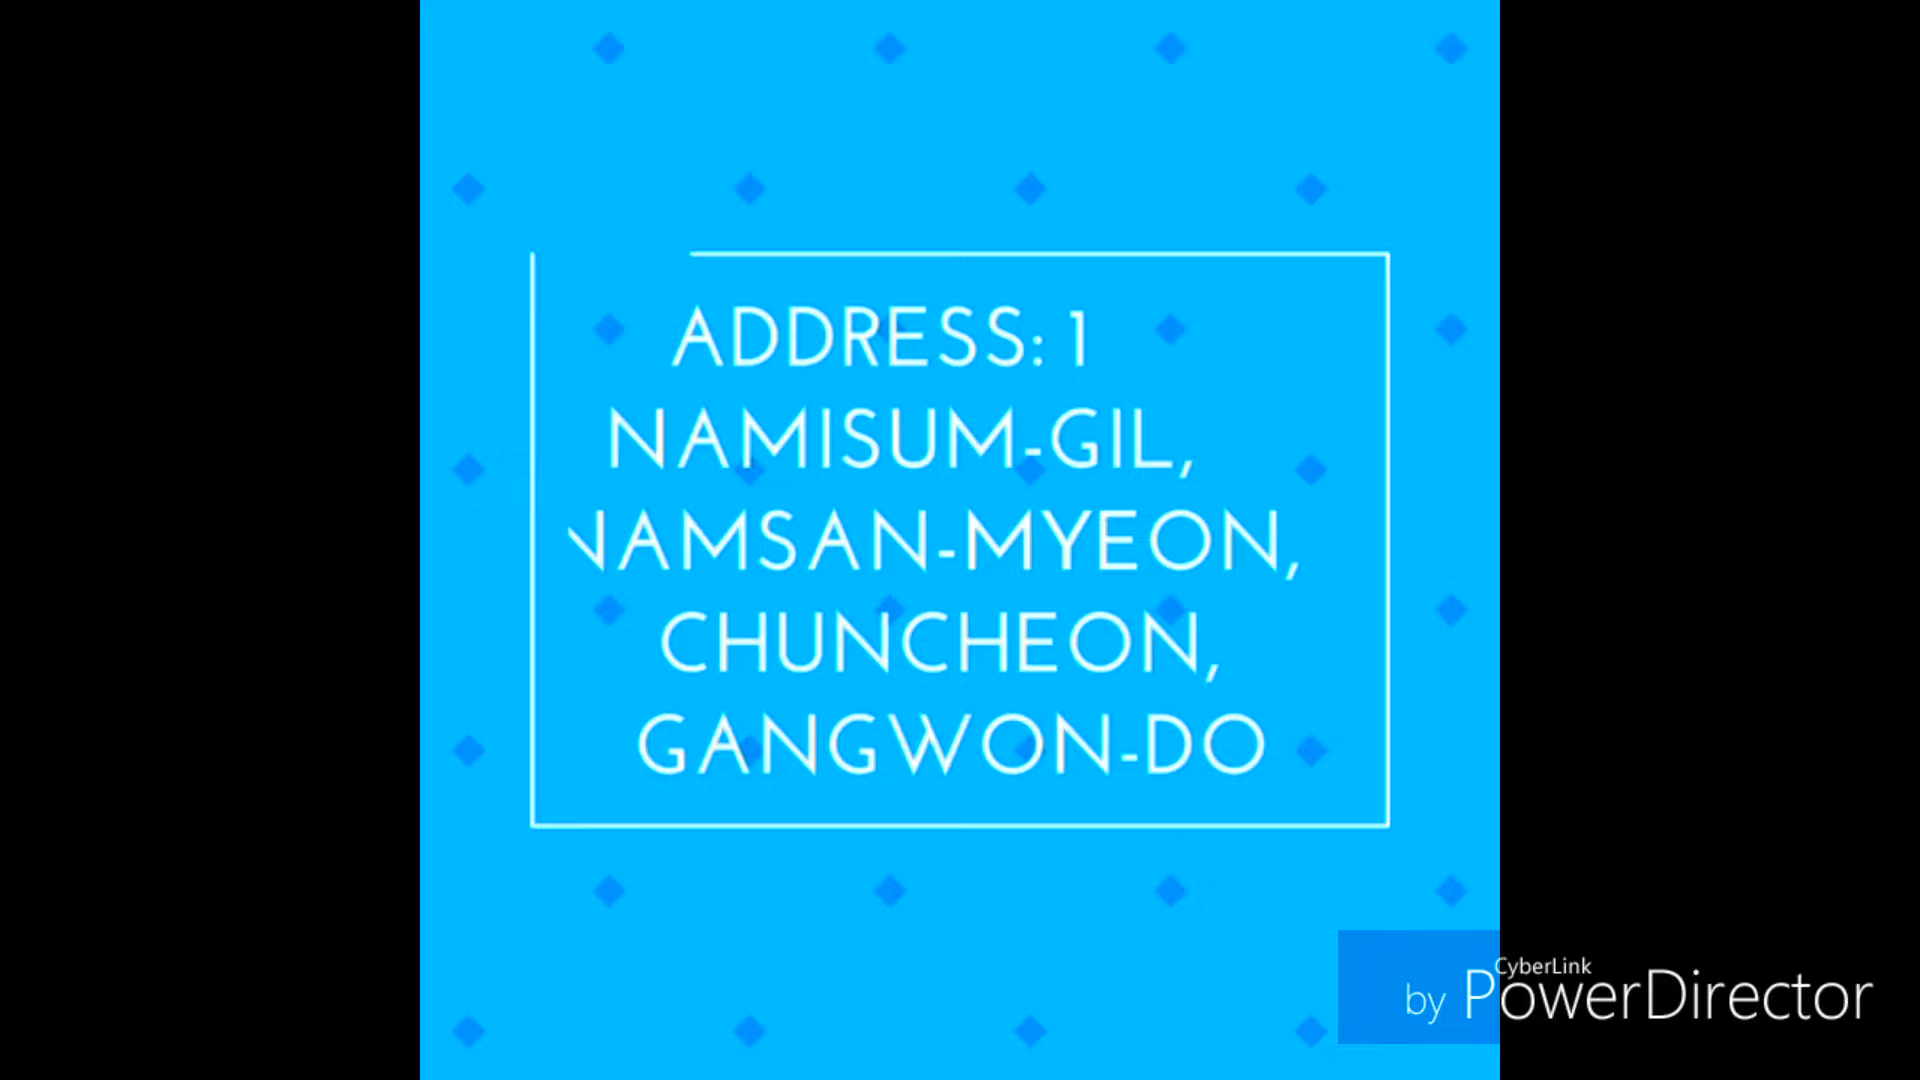 ADDRESS: 1
NAMISUM-GIL,
NAMSAN-MYEON,
CHUNCHEON,
GANGWON-DO
CyberLink
by PowerDirector